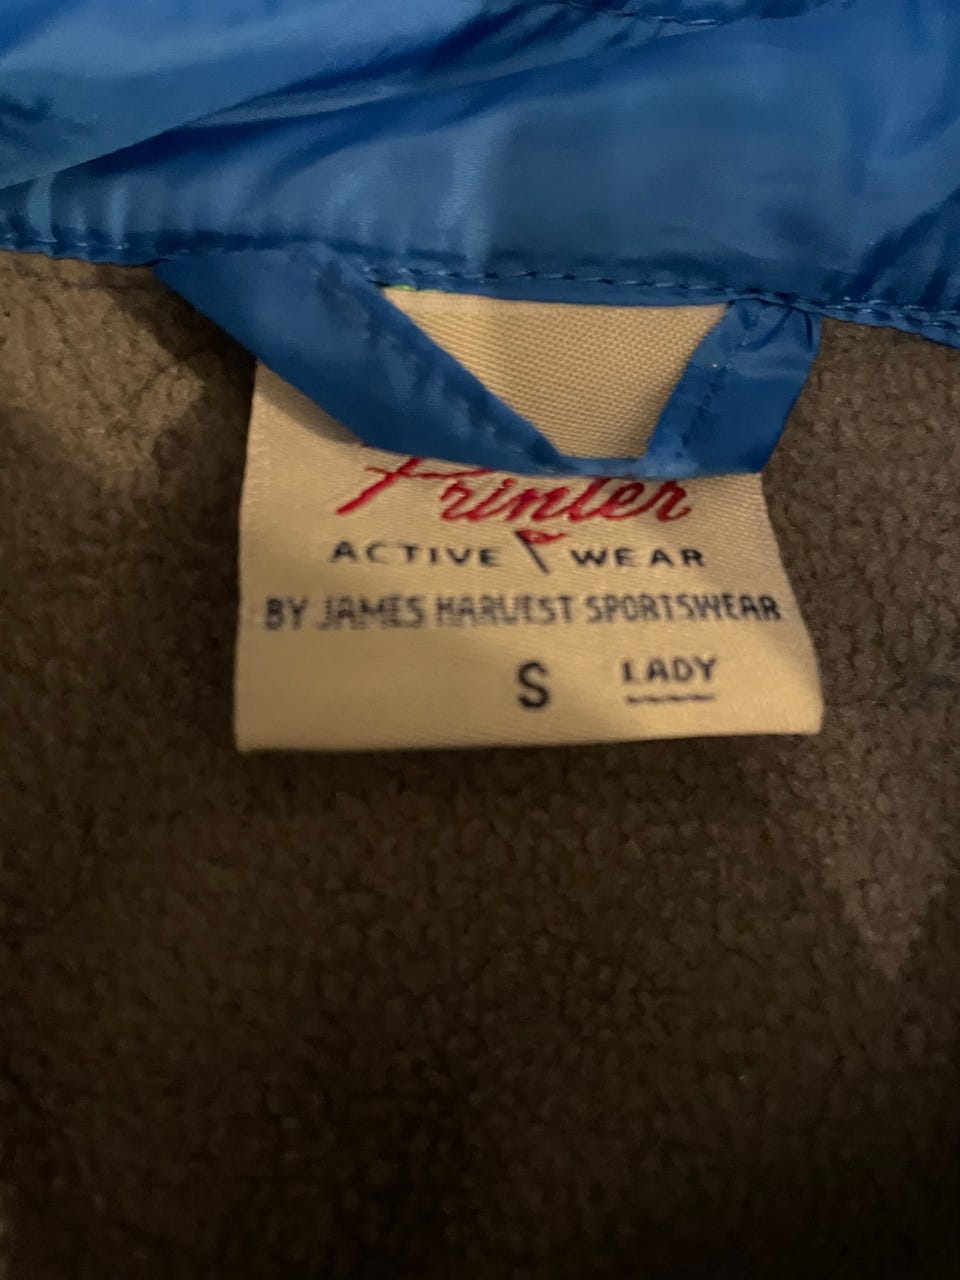 Printer
ACTIVE WEAR
BY JAMES HARVEST SPORTSWEAR
S LADY